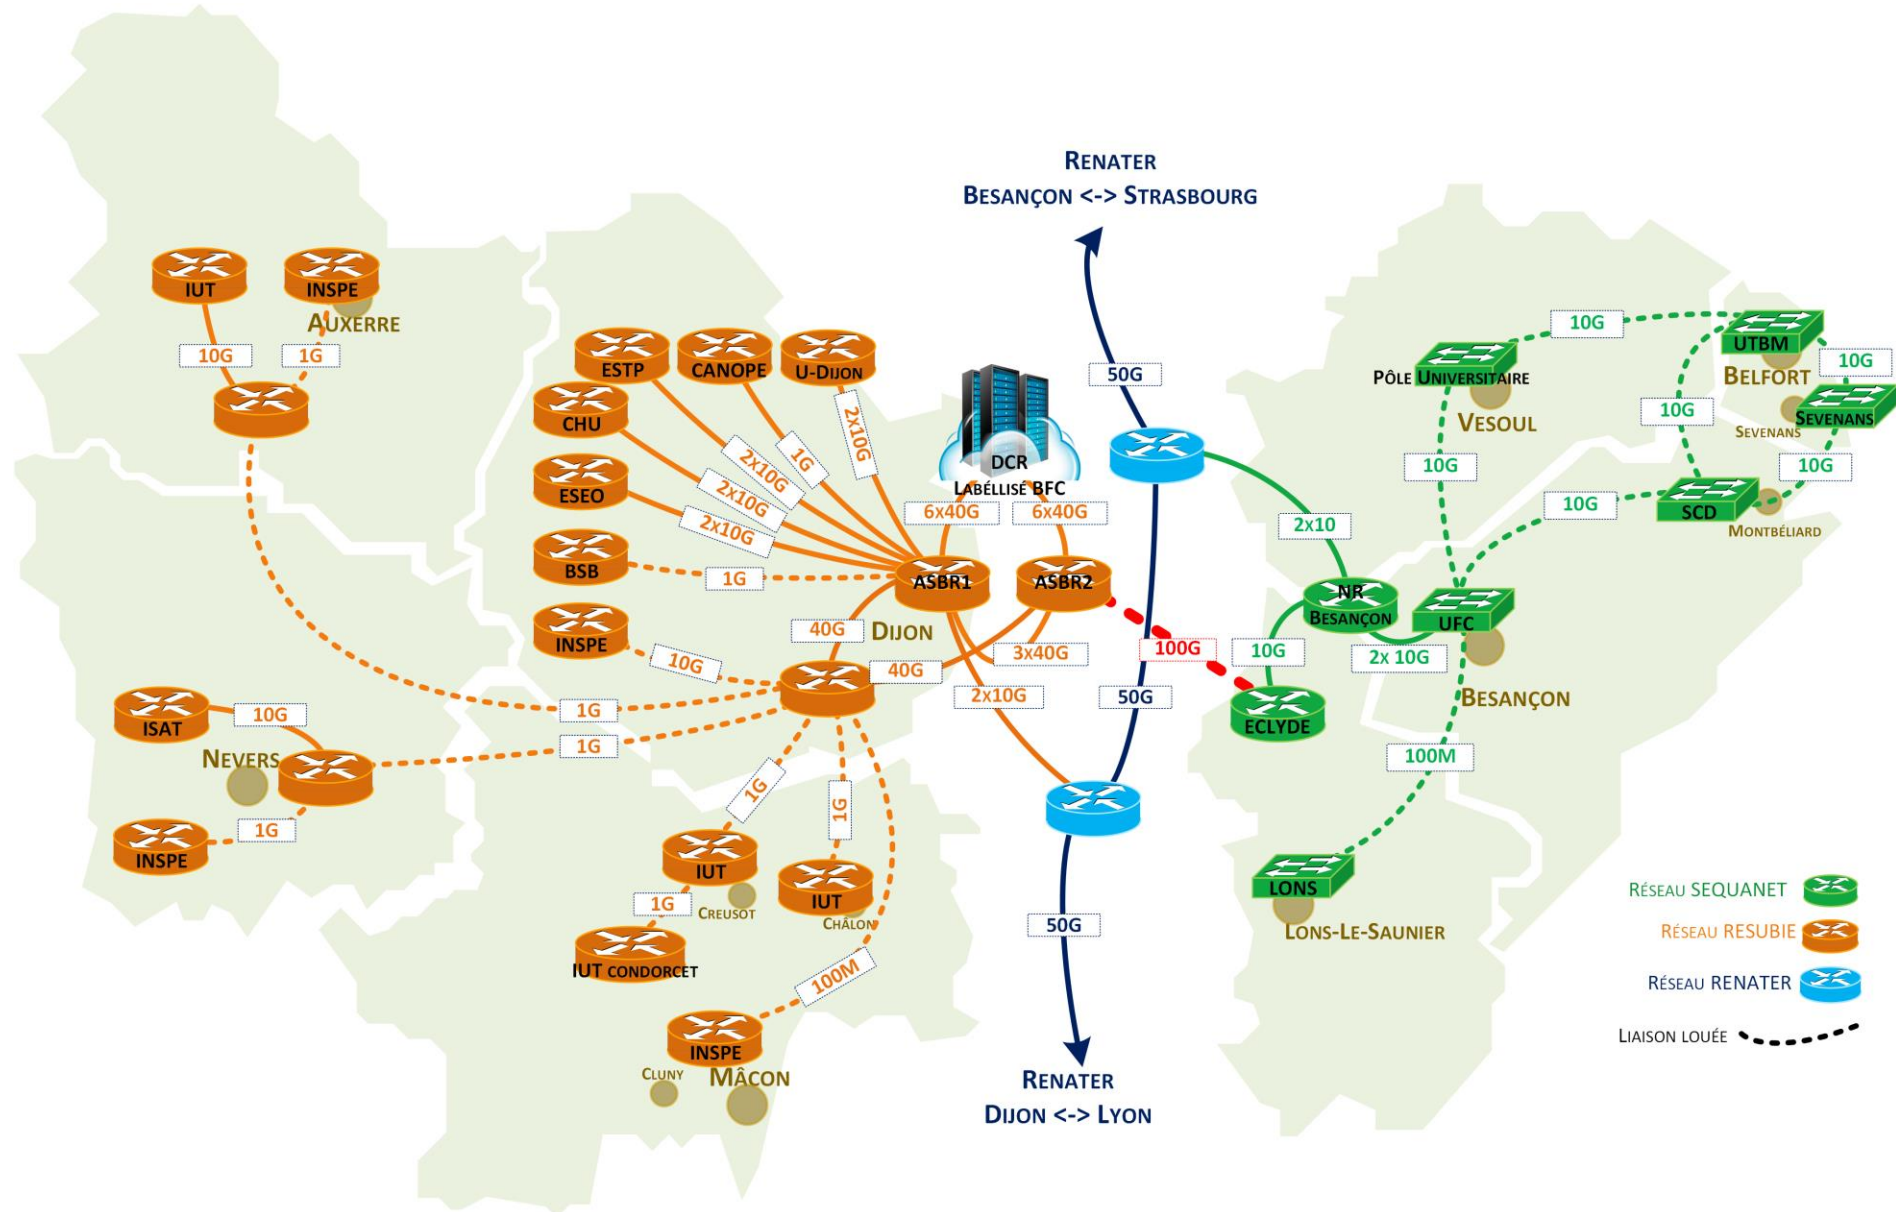 RENATER
BESANÇON <-> STRASBOURG
IUT
INSPE
AUXERRE
10G
1G
ESTP
CANOPE
U-DIJON
CHU
ESEO
BSB
INSPE
2x10G
1G
2x10G
2x10G
2x10G
1G
10G
DCR
LABÉLLISÉ BFC
6x40G
6x40G
ASBR1
ASBR2
DIJON
40G
40G
3x40G
2x10G
50G
50G
50G
100G
2x10
NR
BESANÇON
10G
ECLYDE
2x 10G
UFC
BESANÇON
PÔLE UNIVERSITAIRE
VESOUL
10G
10G
UTBM
BELFORT
10G
SEVENANS
SEVENANS
10G
10G
10G
SCD
MONTBÉLIARD
100M
LONS
LONS-LE-SAUNIER
1G
1G
ISAT
10G
NEVERS
INSPE
1G
1G
1G
IUT
CREUSOT
1G
IUT CONDORCET
IUT
CHÂLON
100M
INSPE
CLUNY
MÂCON
RENATER
DIJON <-> LYON
RÉSEAU SEQUANET
RÉSEAU RESUBIE
RÉSEAU RENATER
LIAISON LOUÉE